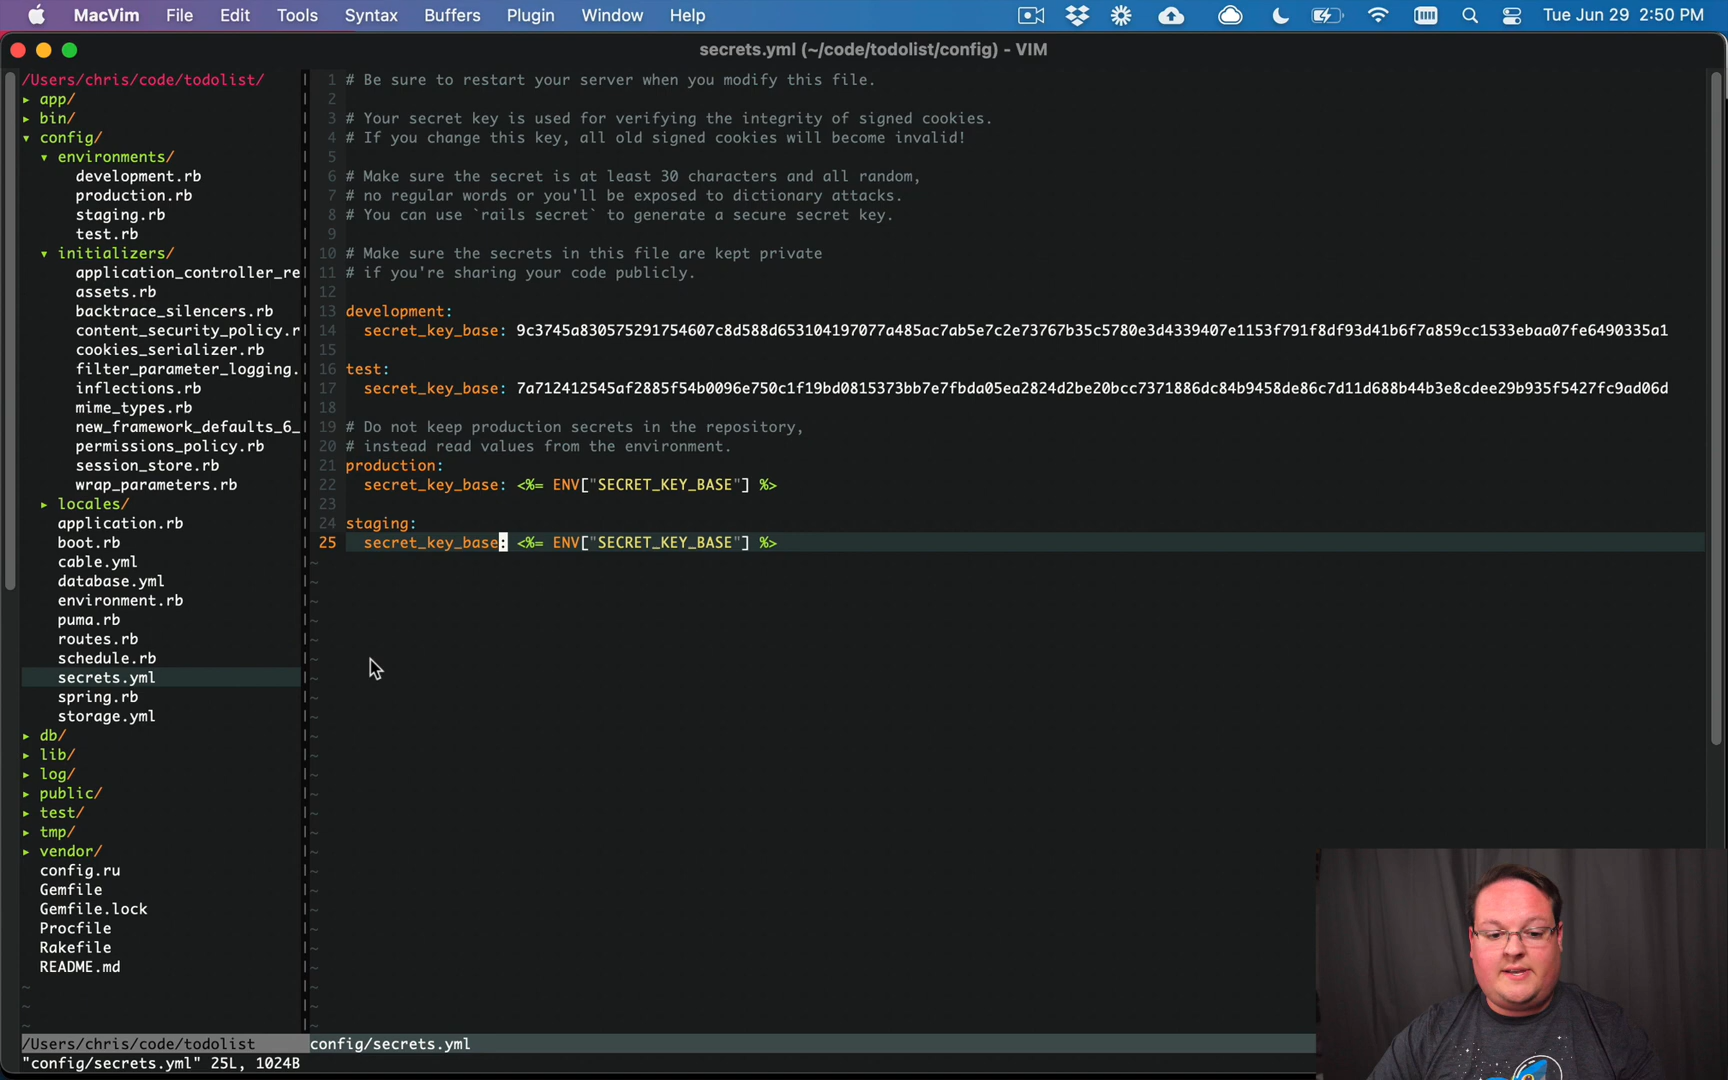 MacVim File Edit Tools Syntax Buffers Plugin Window Help Tue Jun 29 2:50 PM
secrets.yml (~/code/todolist/config) - VIM
/Users/chris/code/todolist/
▸ app/
▸ bin/
▾ config/
▾ environments/
development.rb
production.rb
staging.rb
test.rb
▾ initializers/
application_controller_re
assets.rb
backtrace_silencers.rb
content_security_policy.r
cookies_serializer.rb
filter_parameter_logging.
inflections.rb
mime_types.rb
new_framework_defaults_6_
permissions_policy.rb
session_store.rb
wrap_parameters.rb
▸ locales/
application.rb
boot.rb
cable.yml
database.yml
environment.rb
puma.rb
routes.rb
schedule.rb
secrets.yml
spring.rb
storage.yml
▸ db/
▸ lib/
▸ log/
▸ public/
▸ test/
▸ tmp/
▸ vendor/
config.ru
Gemfile
Gemfile.lock
Procfile
Rakefile
README.md
/Users/chris/code/todolist
1 # Be sure to restart your server when you modify this file.
2
3 # Your secret key is used for verifying the integrity of signed cookies.
4 # If you change this key, all old signed cookies will become invalid!
5
6 # Make sure the secret is at least 30 characters and all random,
7 # no regular words or you'll be exposed to dictionary attacks.
8 # You can use `rails secret` to generate a secure secret key.
9
10 # Make sure the secrets in this file are kept private
11 # if you're sharing your code publicly.
12
13 development:
14 secret_key_base: 9c3745a830575291754607c8d588d653104197077a485ac7ab5e7c2e73767b35c5780e3d4339407e1153f791f8df93d41b6f7a859cc1533ebaa07fe6490335a1
15
16 test:
17 secret_key_base: 7a712412545af2885f54b0096e750c1f19bd0815373bb7e7fbda05ea2824d2be20bcc7371886dc84b9458de86c7d11d688b44b3e8cdee29b935f5427fc9ad06d
18
19 # Do not keep production secrets in the repository,
20 # instead read values from the environment.
21 production:
22 secret_key_base: <%= ENV["SECRET_KEY_BASE"] %>
23
24 staging:
25 secret_key_base: <%= ENV["SECRET_KEY_BASE"] %>
config/secrets.yml
"config/secrets.yml" 25L, 1024B